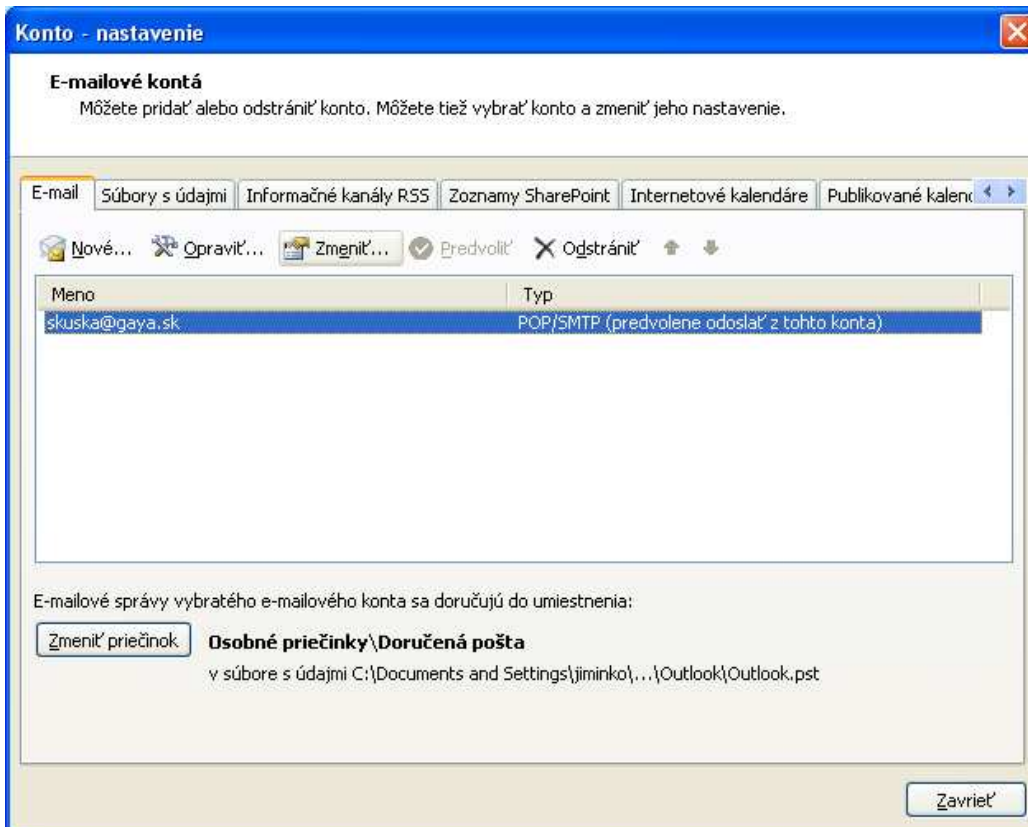 Konto - nastavenie
E-mailové kontá
Môžete pridať alebo odstrániť konto. Môžete tiež vybrať konto a zmeniť jeho nastavenie.
E-mail Súbory s údajmi Informačné kanály RSS Zoznamy SharePoint Internetové kalendáre Publikované kalend
Nové... Opraviť... Zmeniť... Predvoliť Odstrániť
Meno Typ
skuska@gaya.sk POP/SMTP (predvolene odoslať z tohto konta)
E-mailové správy vybratého e-mailového konta sa doručujú do umiestnenia:
Zmeniť priečinok Osobné priečinky\Doručená pošta
v súbore s údajmi C:\Documents and Settings\jiminko\...\Outlook\Outlook.pst
Zavrieť